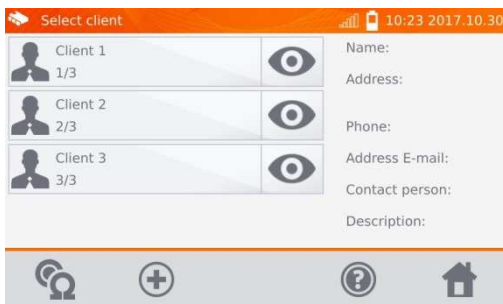 Select client
10:23 2017.10.30
Client 1
1/3
Client 2
2/3
Client 3
3/3
Name:
Address:
Phone:
Address E-mail:
Contact person:
Description: